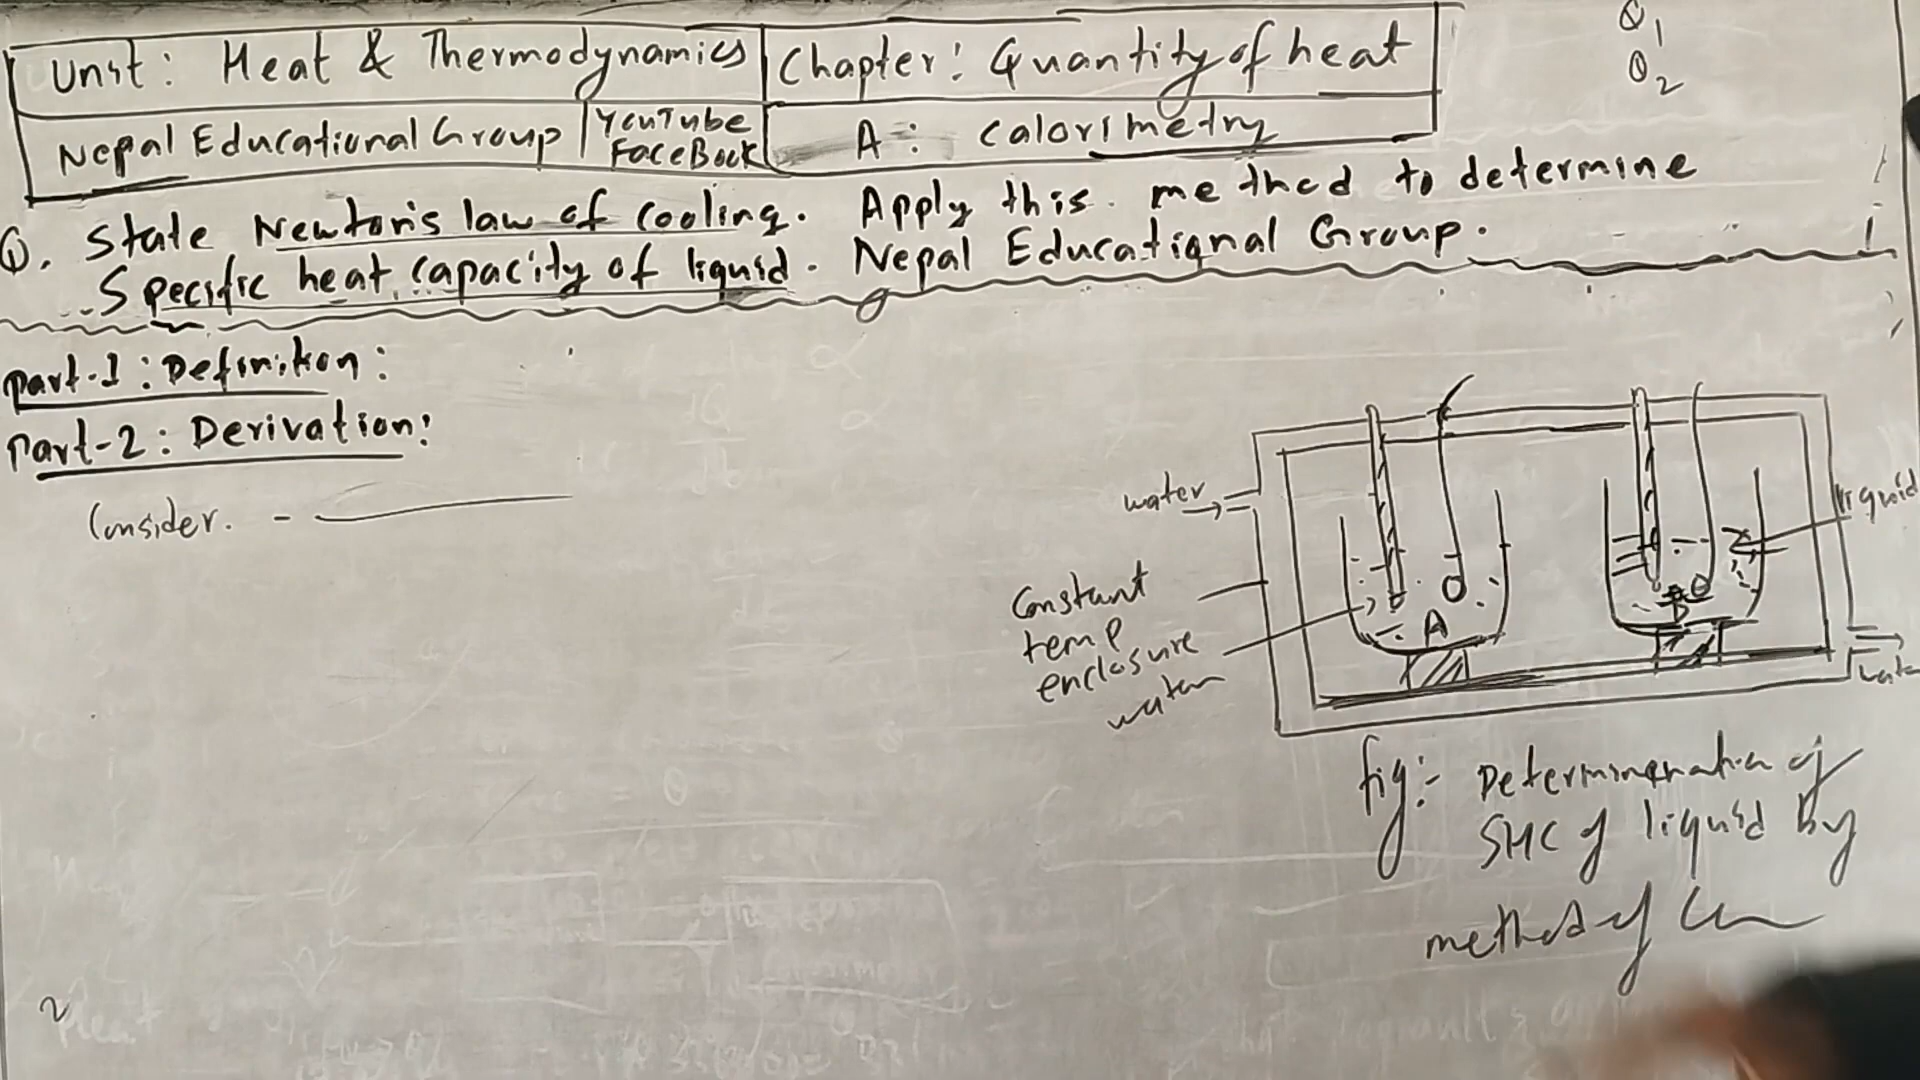 Unit: Heat & Thermodynamics
Chapter: Quantity of heat
Nepal Educational Group
YouTube
FaceBook
A: Calorimetry
Q1
Q2
Q. State Newton's law of cooling. Apply this method to determine
Specific heat capacity of liquid. Nepal Educational Group.
Part-1: Definition:
Part-2: Derivation:
Consider. -
water
liquid
Constant
temp
enclosure
water
A
B
fig:-
SHC of liquid by
method of